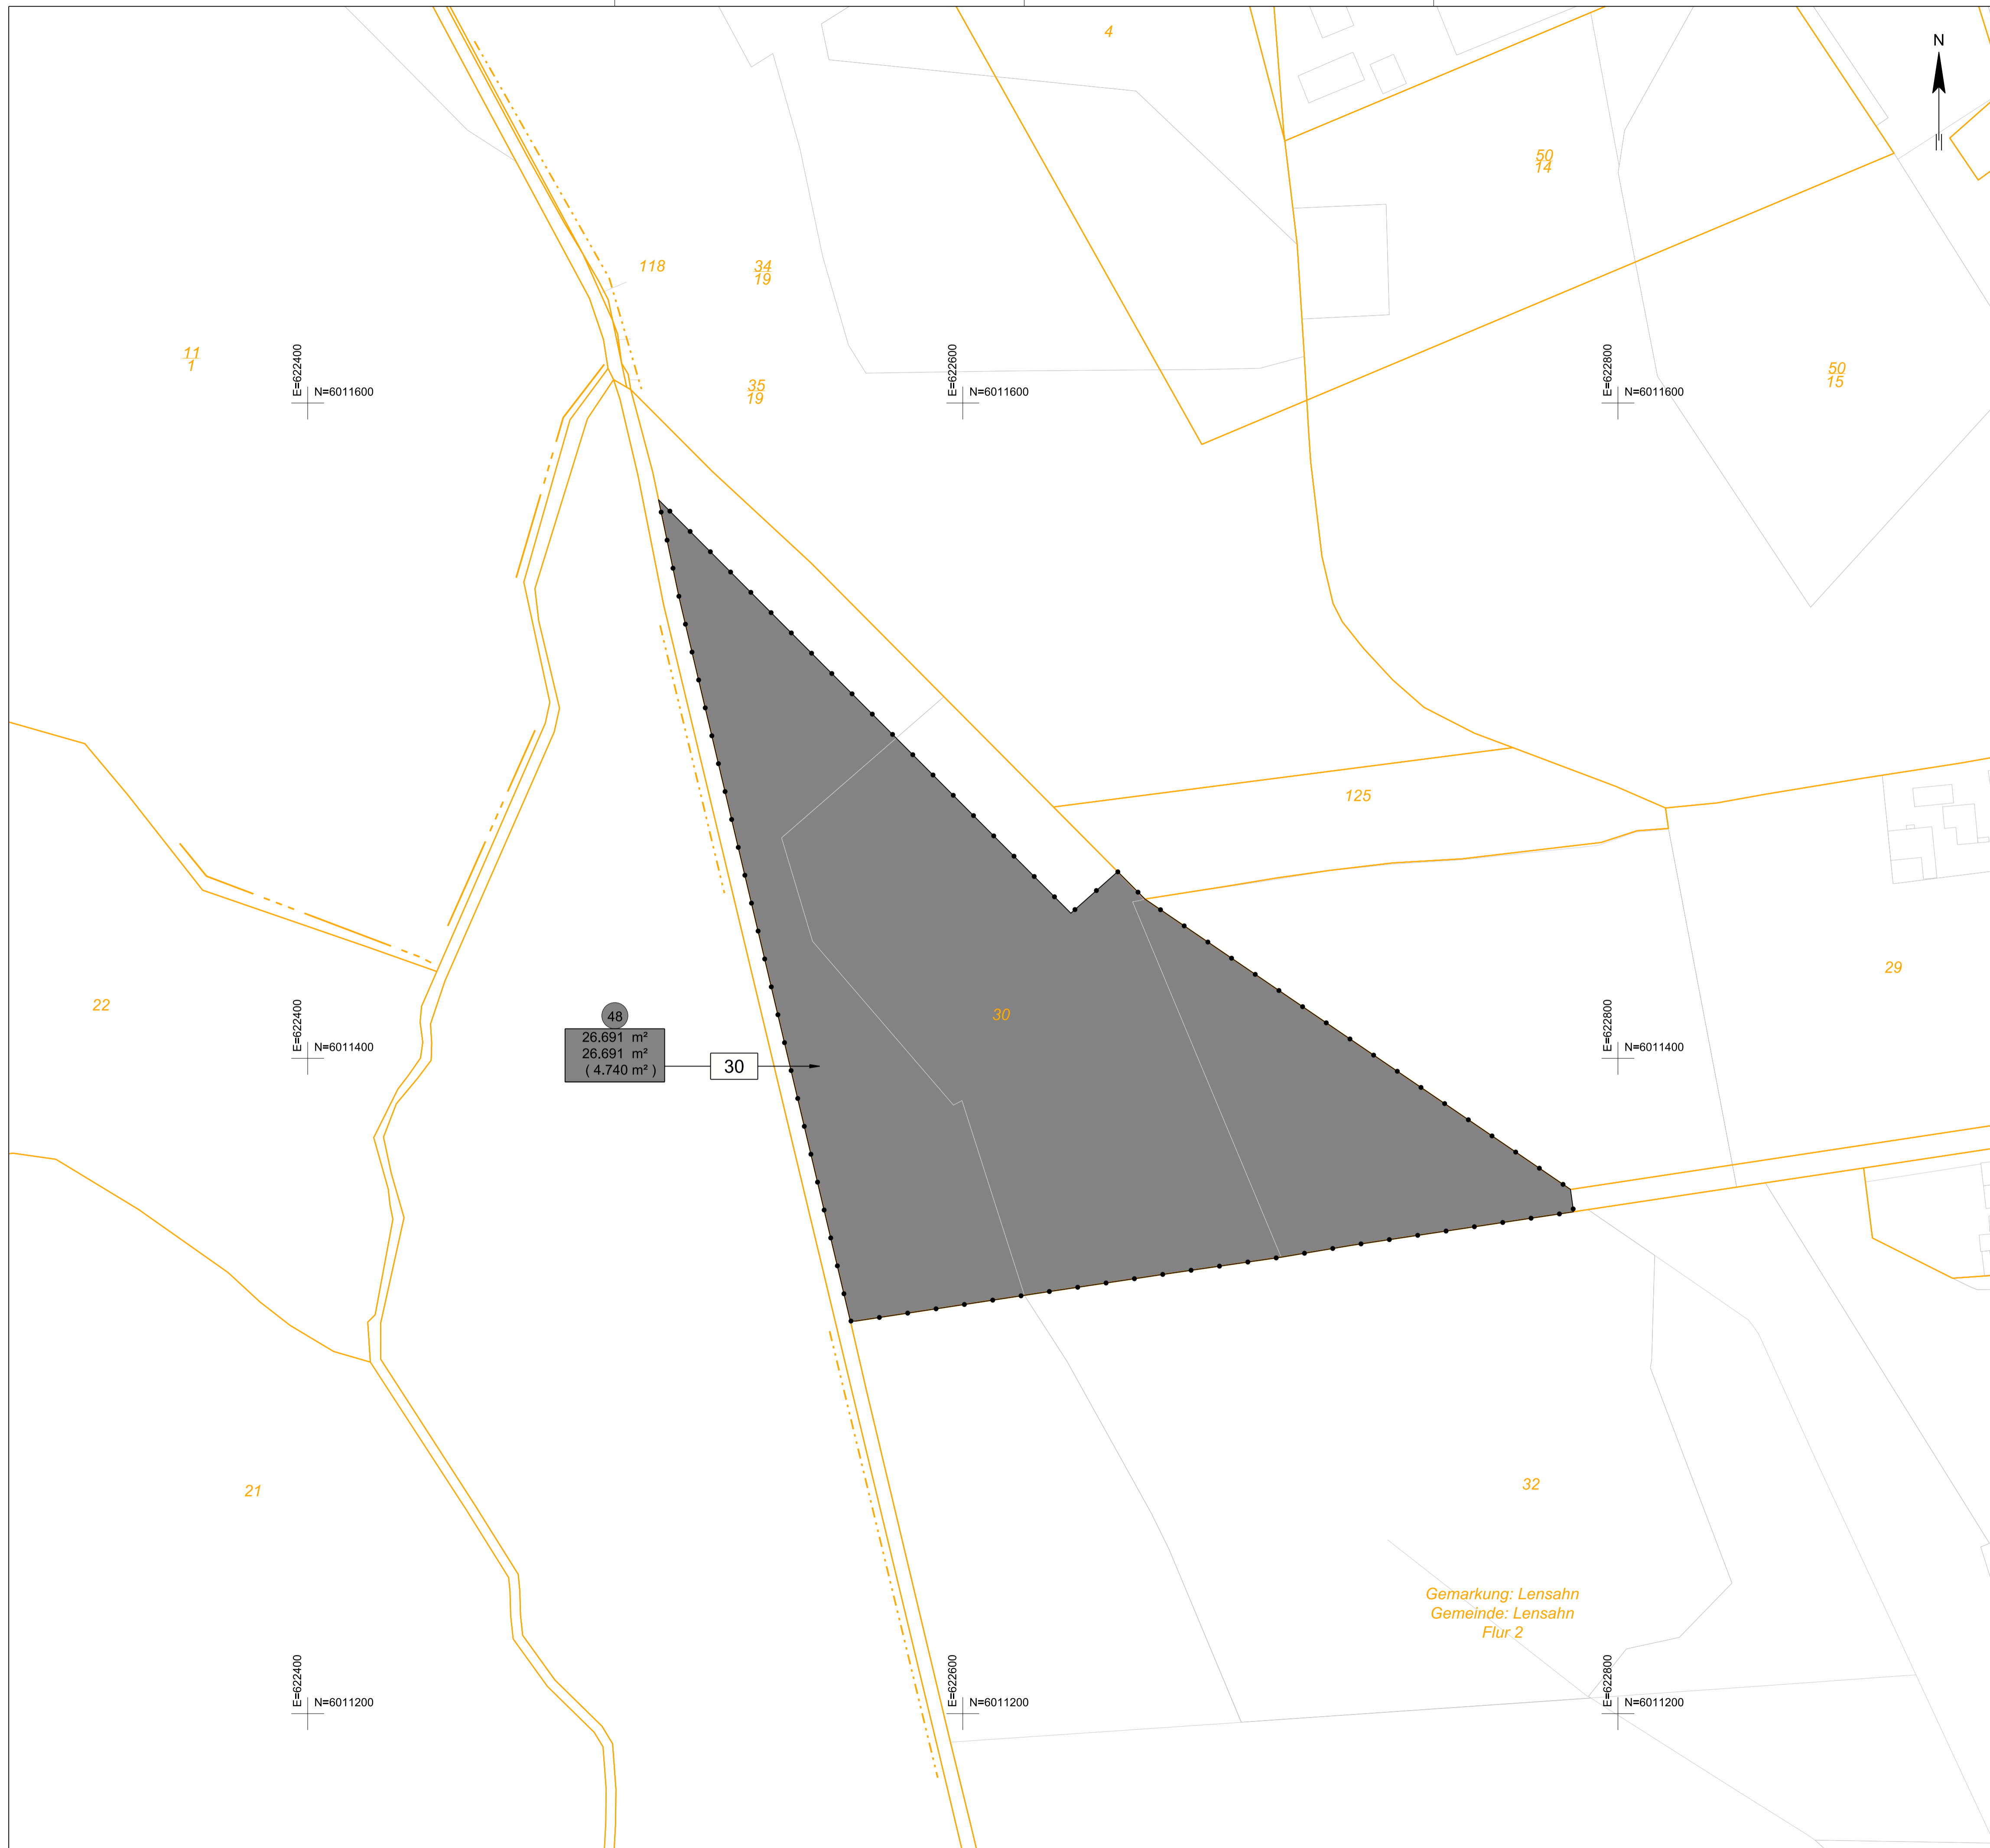 4
N
50
14
118
34
19
11
1
35
19
50
15
E=622400
N=6011600
E=622600
N=6011600
E=622800
N=6011600
125
29
22
30
48
26.691 m²
26.691 m²
( 4.740 m² )
30
E=622400
N=6011400
E=622800
N=6011400
21
32
Gemarkung: Lensahn
Gemeinde: Lensahn
Flur 2
E=622400
N=6011200
E=622600
N=6011200
E=622800
N=6011200